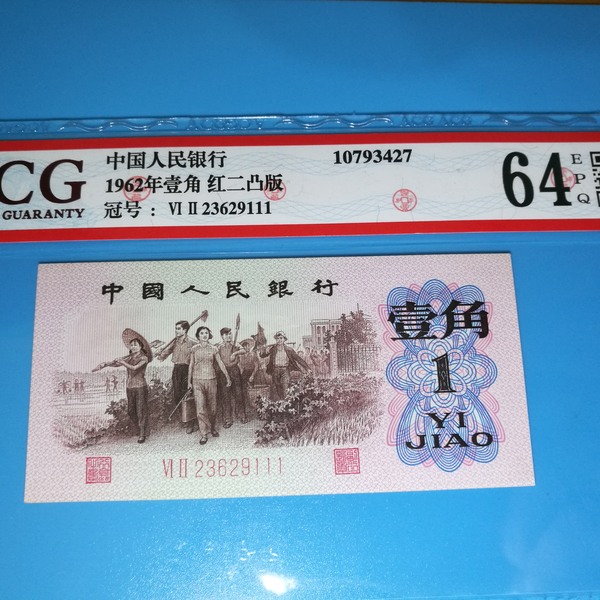 CG
GUARANTY
中国人民银行
1962年壹角 红二凸版
冠号：Ⅵ Ⅱ 23629111
10793427
64
E
P
Q
中國人民銀行
壹角
1
YI
JIAO
Ⅵ Ⅱ 23629111